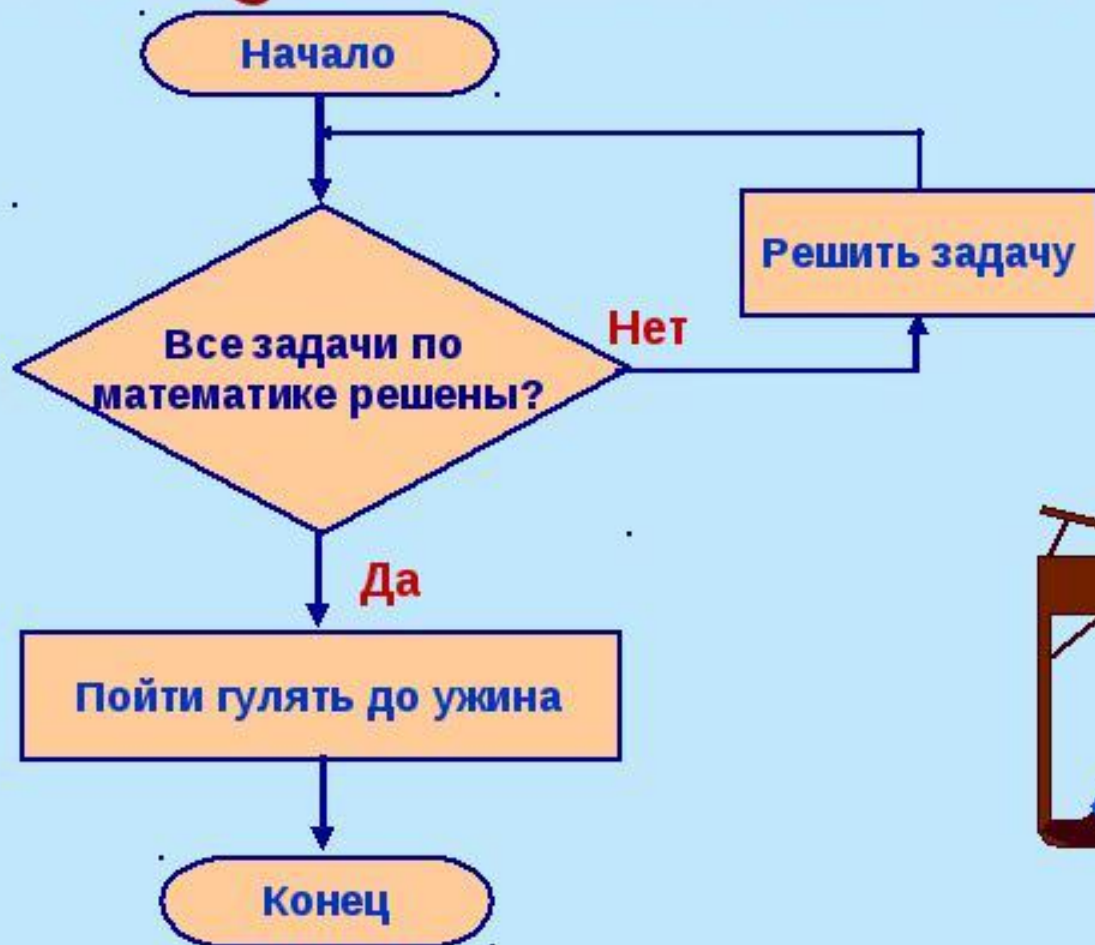 Начало
Решить задачу
Нет
Все задачи по
математике решены?
Да
Пойти гулять до ужина
Конец